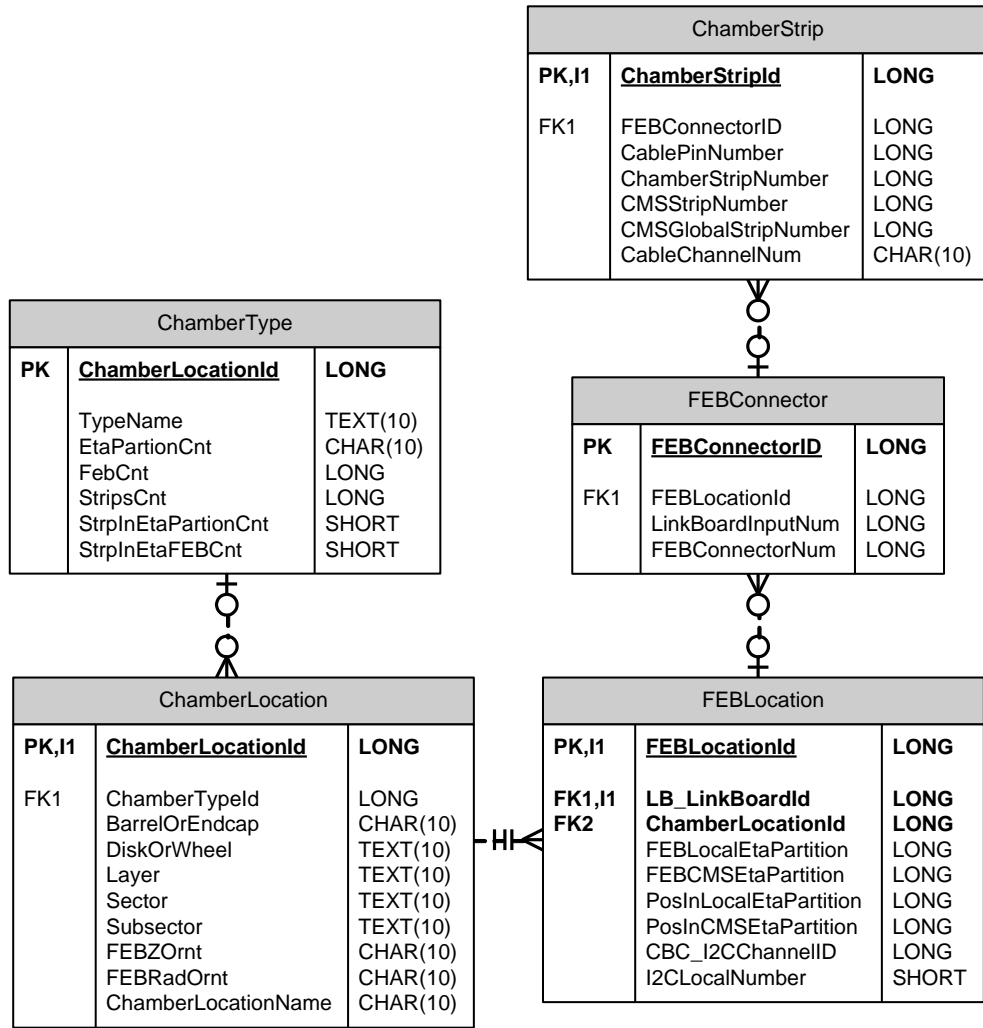 ChamberStrip
PK,I1 ChamberStripId LONG
FK1 FEBConnectorID LONG
CablePinNumber LONG
ChamberStripNumber LONG
CMSStripNumber LONG
CMSGlobalStripNumber LONG
CableChannelNum CHAR(10)
ChamberType
PK ChamberLocationId LONG
TypeName TEXT(10)
EtaPartionCnt CHAR(10)
FebCnt LONG
StripsCnt LONG
StrpInEtaPartionCnt SHORT
StrpInEtaFEBCnt SHORT
FEBConnector
PK FEBConnectorID LONG
FK1 FEBLocationId LONG
LinkBoardInputNum LONG
FEBConnectorNum LONG
ChamberLocation
PK,I1 ChamberLocationId LONG
FK1 ChamberTypeId LONG
BarrelOrEndcap CHAR(10)
DiskOrWheel TEXT(10)
Layer TEXT(10)
Sector TEXT(10)
Subsector TEXT(10)
FEBZOrnt CHAR(10)
FEBRadOrnt CHAR(10)
ChamberLocationName CHAR(10)
FEBLocation
PK,I1 FEBLocationId LONG
FK1,I1 LB_LinkBoardId LONG
FK2 ChamberLocationId LONG
FEBLocalEtaPartition LONG
FEBCMSEtaPartition LONG
PosInLocalEtaPartition LONG
PosInCMSEtaPartition LONG
CBC_I2CChannelID LONG
I2CLocalNumber SHORT